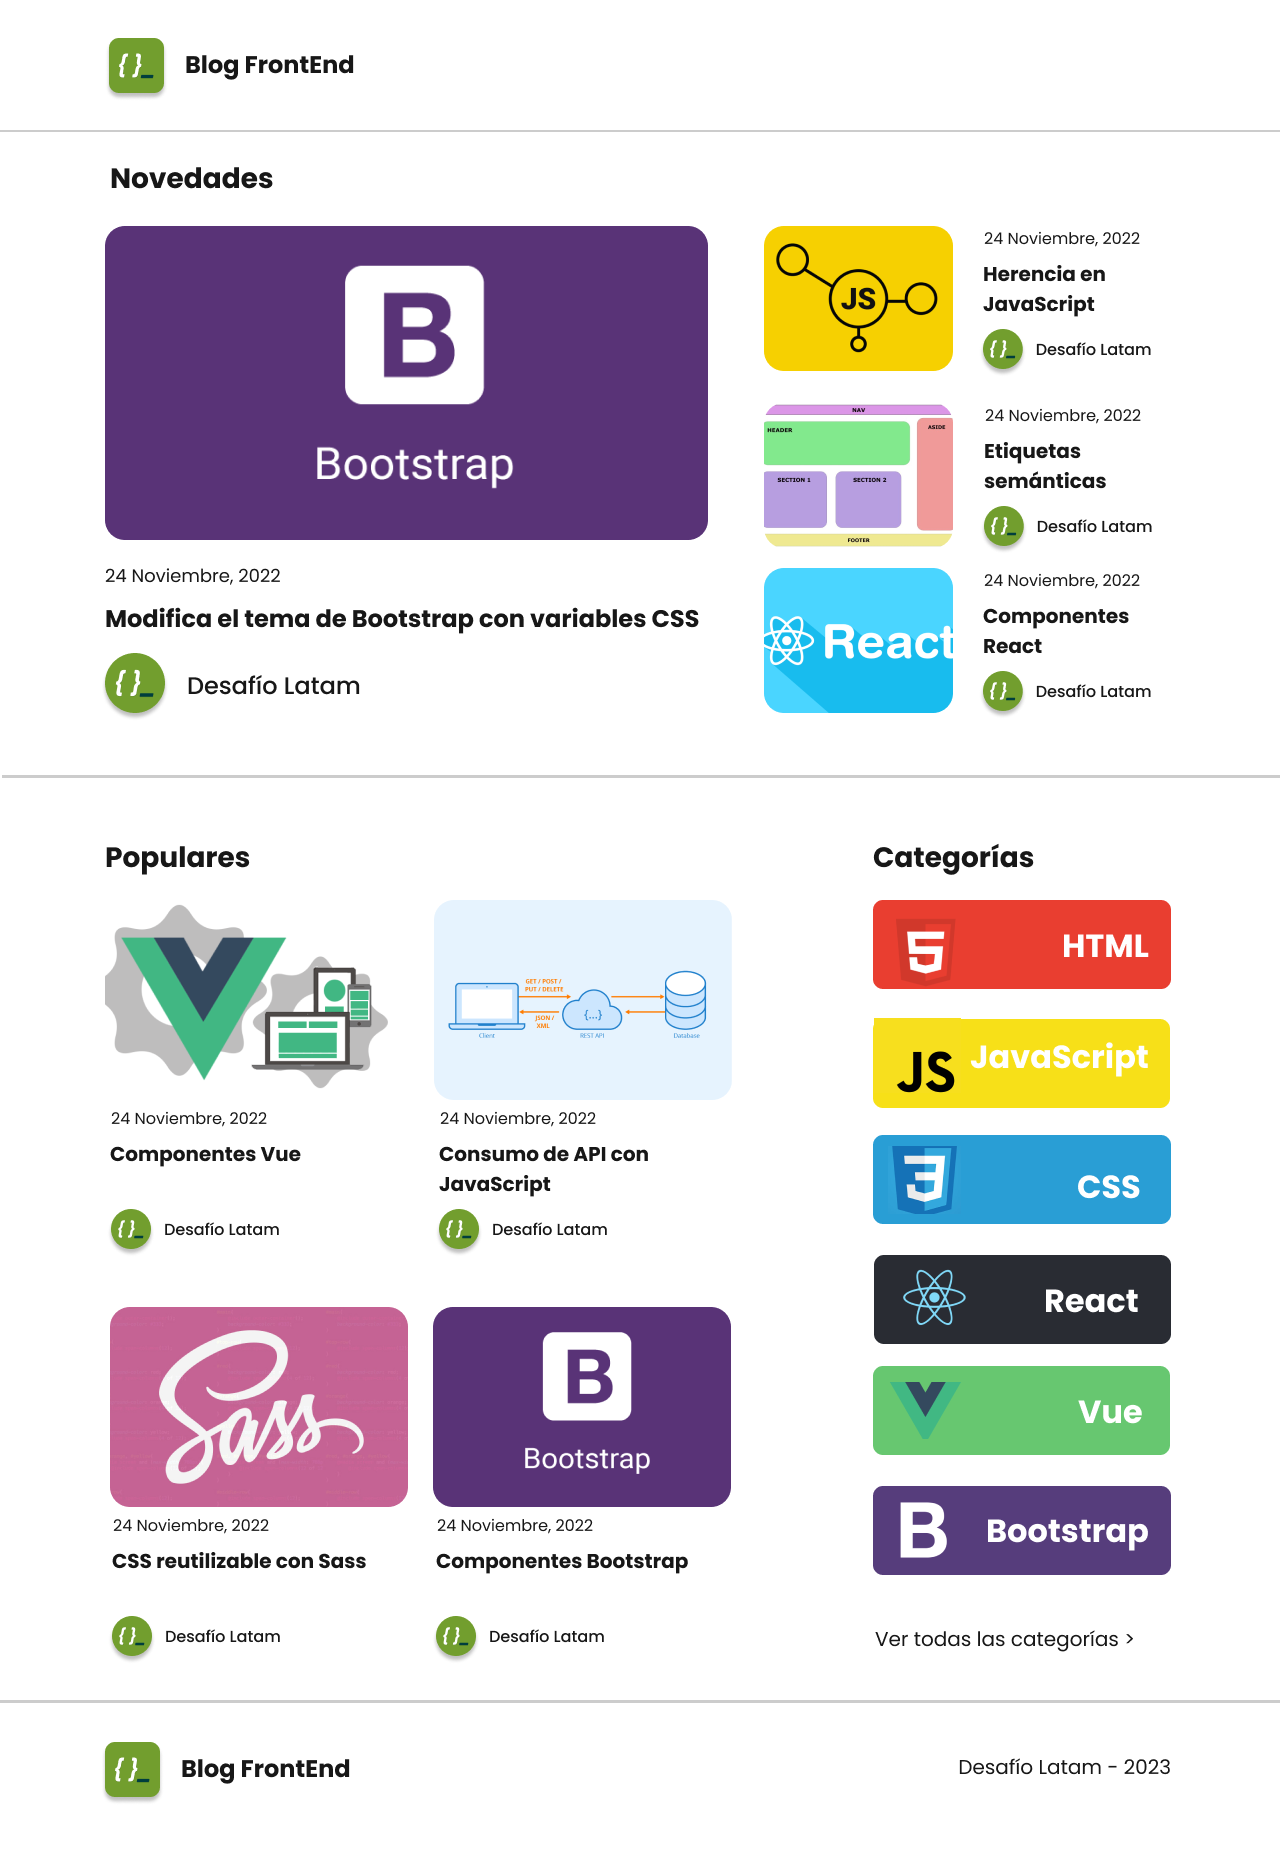 { }_
Blog FrontEnd
Novedades
B
Bootstrap
24 Noviembre, 2022
Modifica el tema de Bootstrap con variables CSS
{ }_
Desafío Latam
JS
24 Noviembre, 2022
Herencia en
JavaScript
{ }_
Desafío Latam
NAV
HEADER
ASIDE
SECTION 1
SECTION 2
FOOTER
24 Noviembre, 2022
Etiquetas
semánticas
{ }_
Desafío Latam
React
24 Noviembre, 2022
Componentes
React
{ }_
Desafío Latam
Populares
24 Noviembre, 2022
Componentes Vue
{ }_
Desafío Latam
GET / POST /
PUT / DELETE
JSON /
XML
{...}
Client
REST API
Database
24 Noviembre, 2022
Consumo de API con
JavaScript
{ }_
Desafío Latam
Sass
24 Noviembre, 2022
CSS reutilizable con Sass
{ }_
Desafío Latam
B
Bootstrap
24 Noviembre, 2022
Componentes Bootstrap
{ }_
Desafío Latam
Categorías
5 HTML
JS JavaScript
3 CSS
React
Vue
B Bootstrap
Ver todas las categorías >
{ }_
Blog FrontEnd
Desafío Latam - 2023